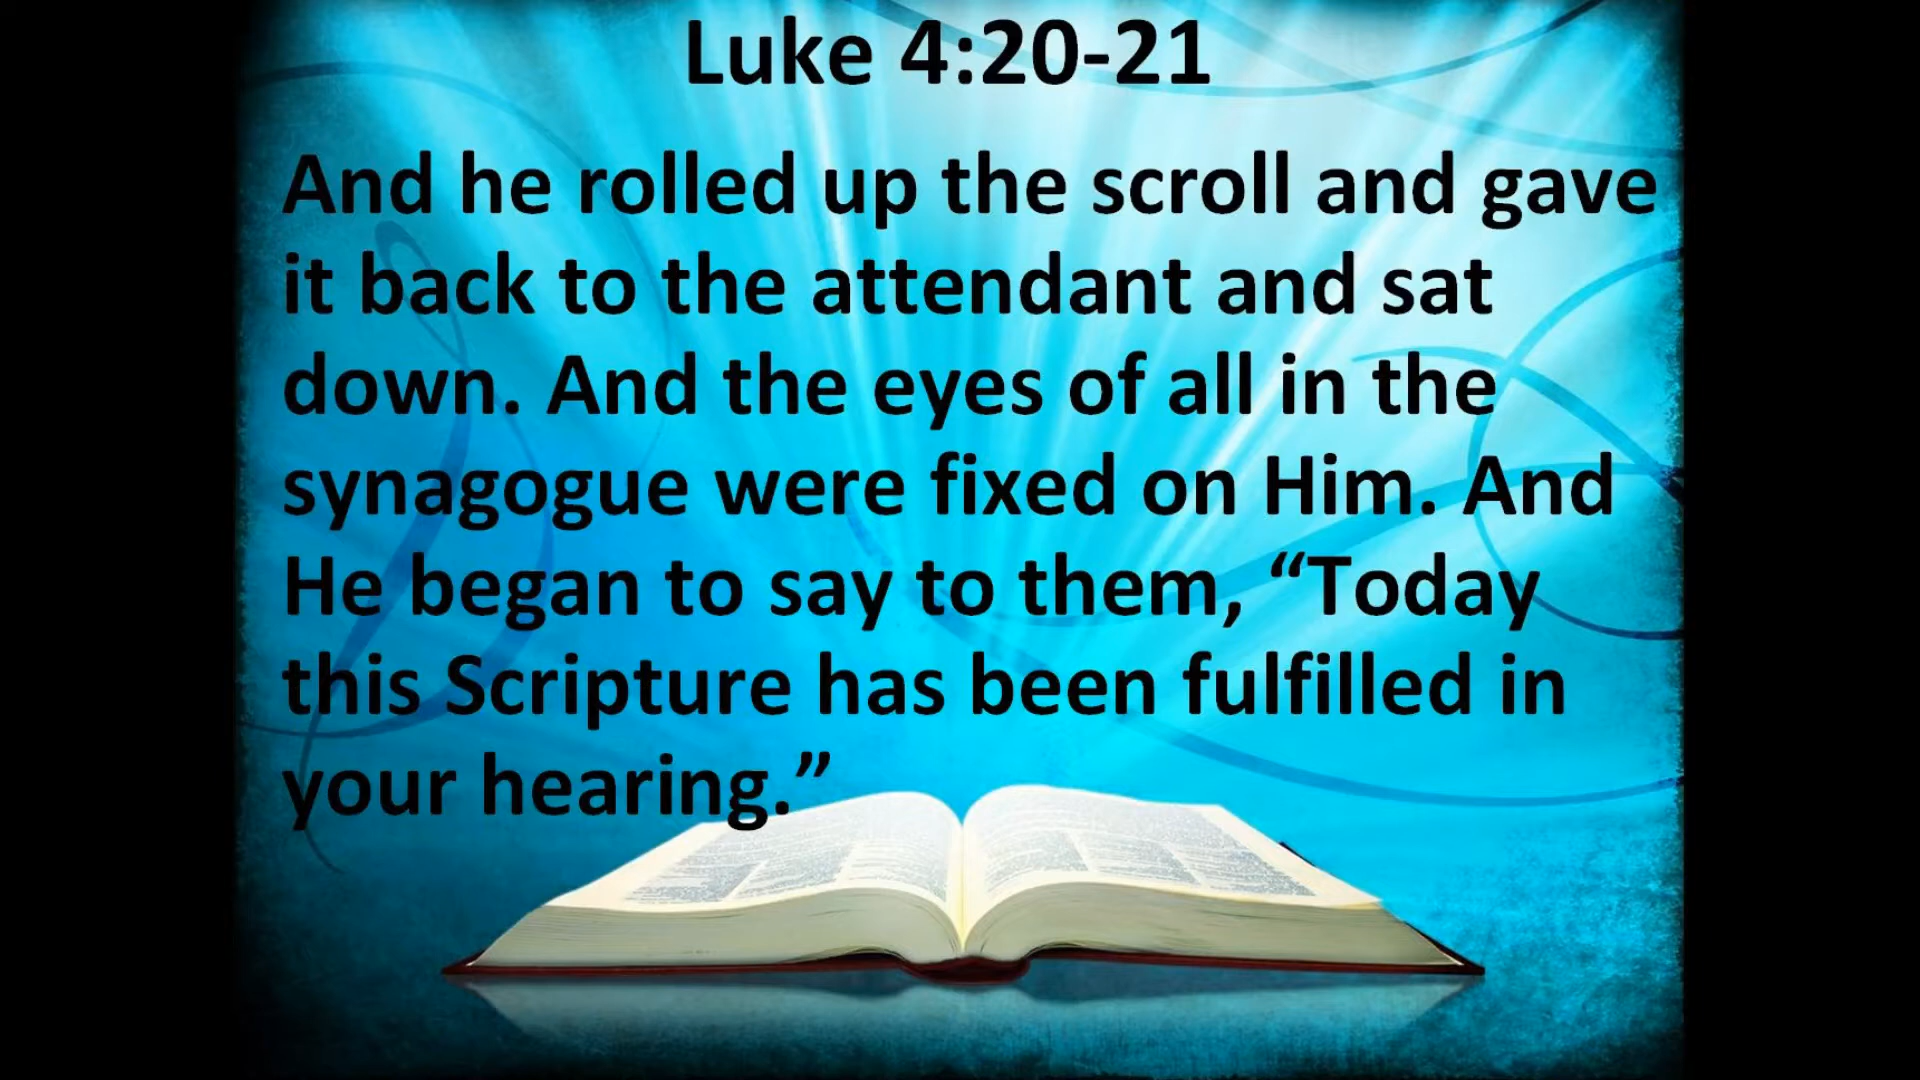 Luke 4:20-21
And he rolled up the scroll and gave
it back to the attendant and sat
down. And the eyes of all in the
synagogue were fixed on Him. And
He began to say to them, “Today
this Scripture has been fulfilled in
your hearing.”